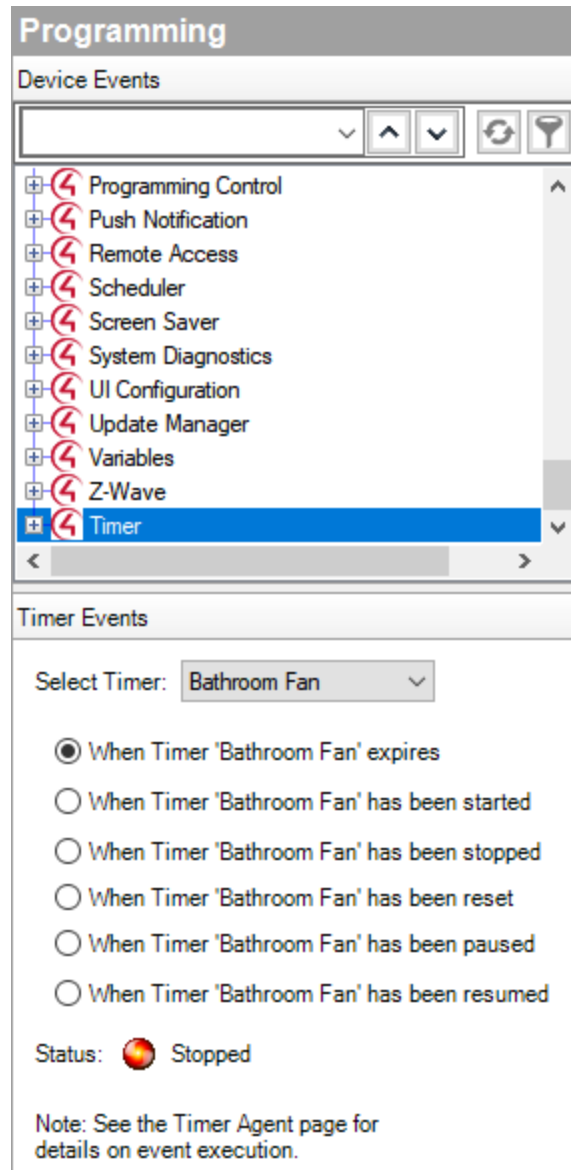 Programming
Device Events
Programming Control
Push Notification
Remote Access
Scheduler
Screen Saver
System Diagnostics
UI Configuration
Update Manager
Variables
Z-Wave
Timer
Timer Events
Select Timer: Bathroom Fan
When Timer 'Bathroom Fan' expires
When Timer 'Bathroom Fan' has been started
When Timer 'Bathroom Fan' has been stopped
When Timer 'Bathroom Fan' has been reset
When Timer 'Bathroom Fan' has been paused
When Timer 'Bathroom Fan' has been resumed
Status: Stopped
Note: See the Timer Agent page for
details on event execution.